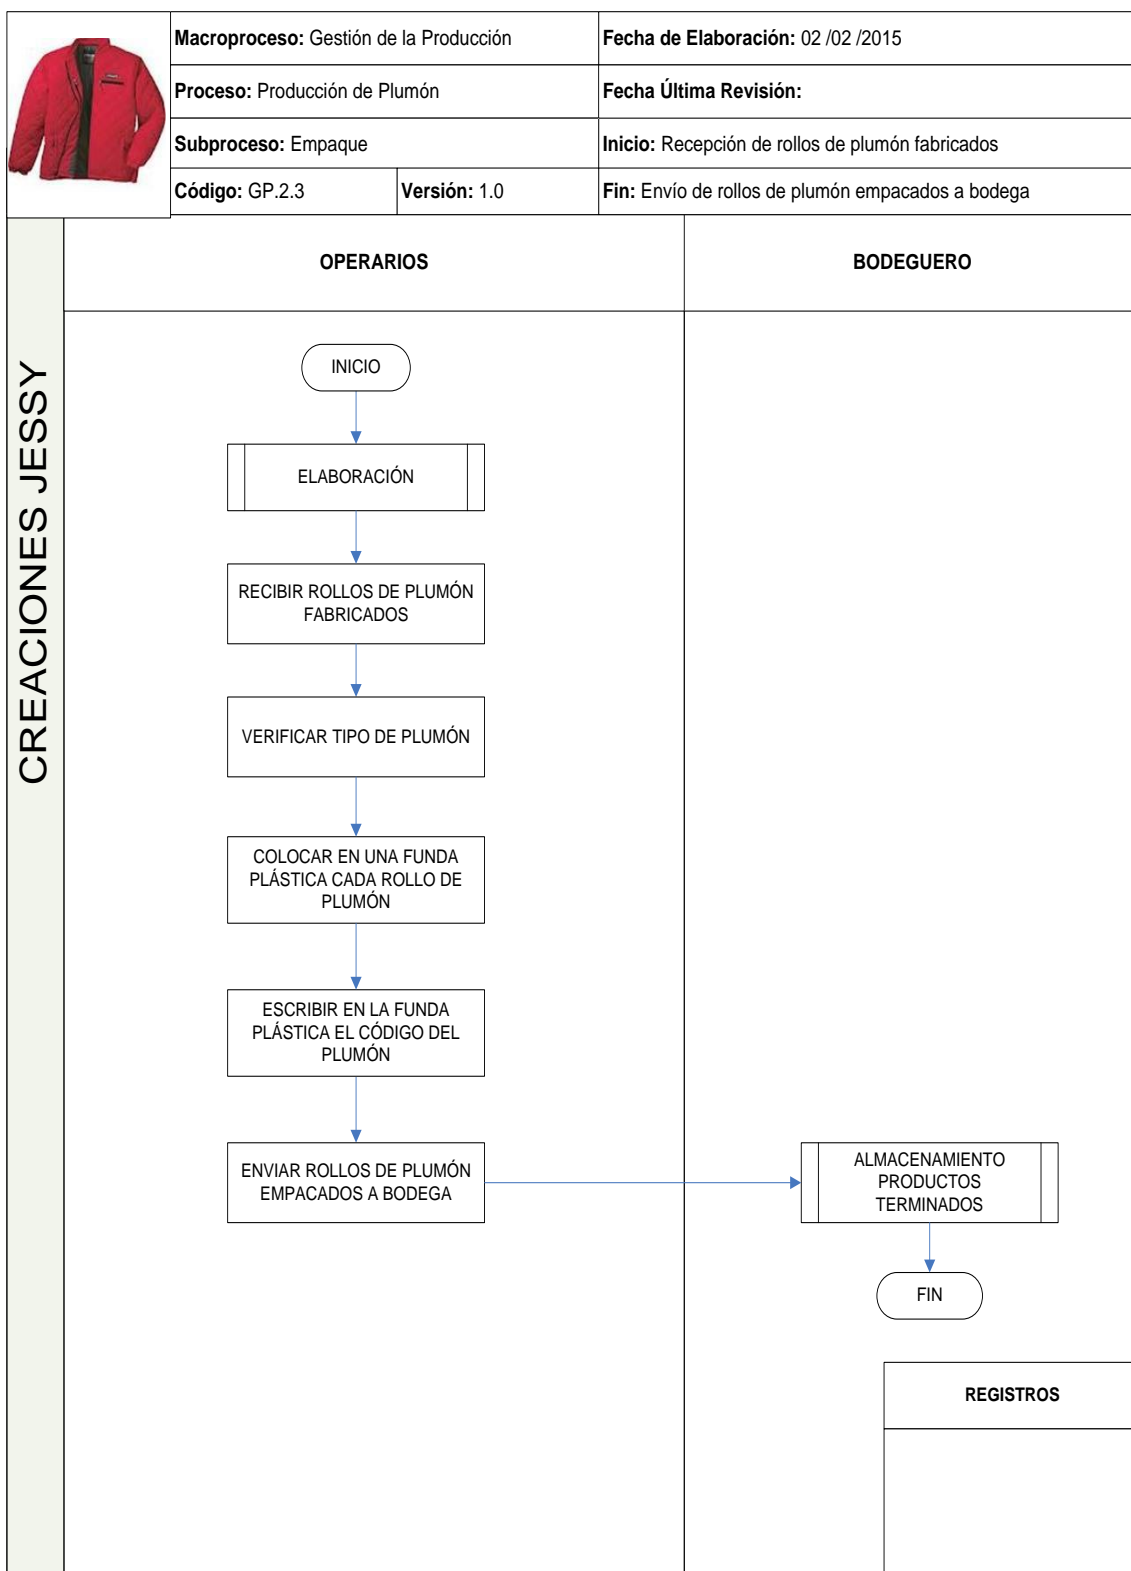 Macroproceso: Gestión de la Producción
Fecha de Elaboración: 02 /02 /2015
Proceso: Producción de Plumón
Fecha Última Revisión:
Subproceso: Empaque
Inicio: Recepción de rollos de plumón fabricados
Código: GP.2.3
Versión: 1.0
Fin: Envío de rollos de plumón empacados a bodega
CREACIONES JESSY
OPERARIOS
BODEGUERO
INICIO
ELABORACIÓN
RECIBIR ROLLOS DE PLUMÓN
FABRICADOS
VERIFICAR TIPO DE PLUMÓN
COLOCAR EN UNA FUNDA
PLÁSTICA CADA ROLLO DE
PLUMÓN
ESCRIBIR EN LA FUNDA
PLÁSTICA EL CÓDIGO DEL
PLUMÓN
ENVIAR ROLLOS DE PLUMÓN
EMPACADOS A BODEGA
ALMACENAMIENTO
PRODUCTOS
TERMINADOS
FIN
REGISTROS